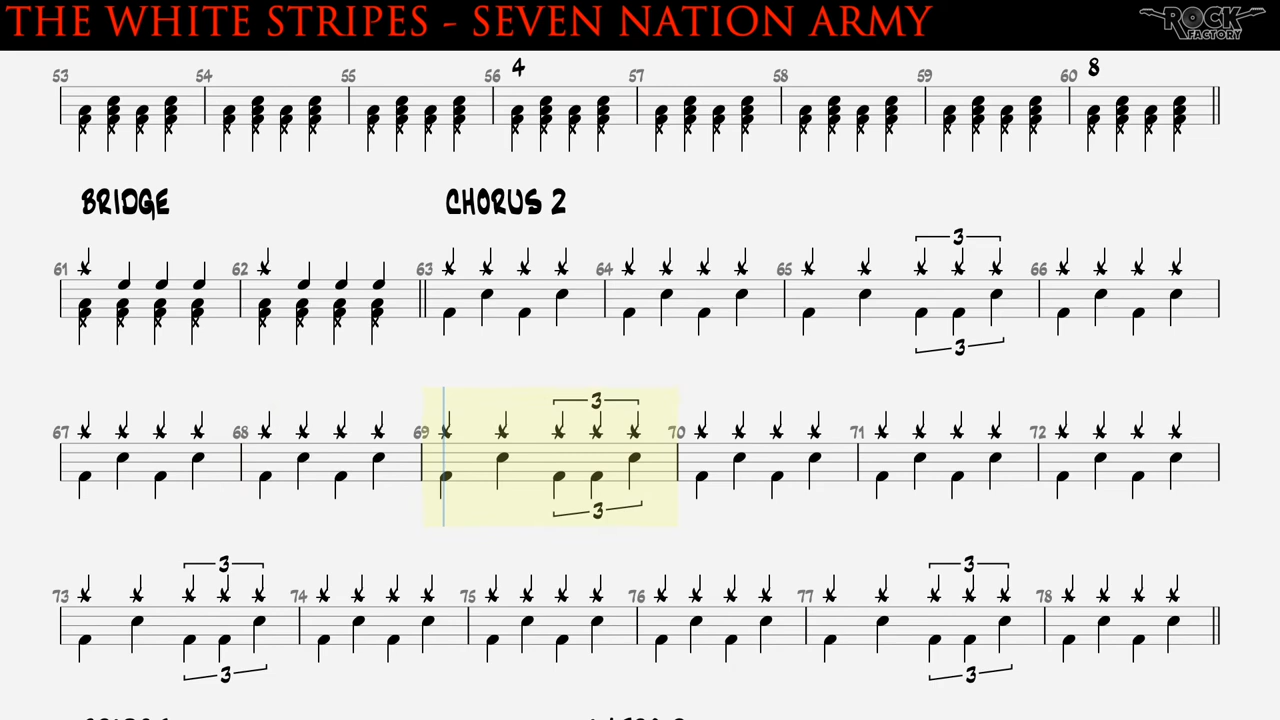 THE WHITE STRIPES - SEVEN NATION ARMY
ROCK FACTORY
53 54 55 56 4 57 58 59 60 8
BRIDGE CHORUS 2
3
61 62 63 64 65 66
3
3
67 68 69 70 71 72
3
3 3
73 74 75 76 77 78
3 3